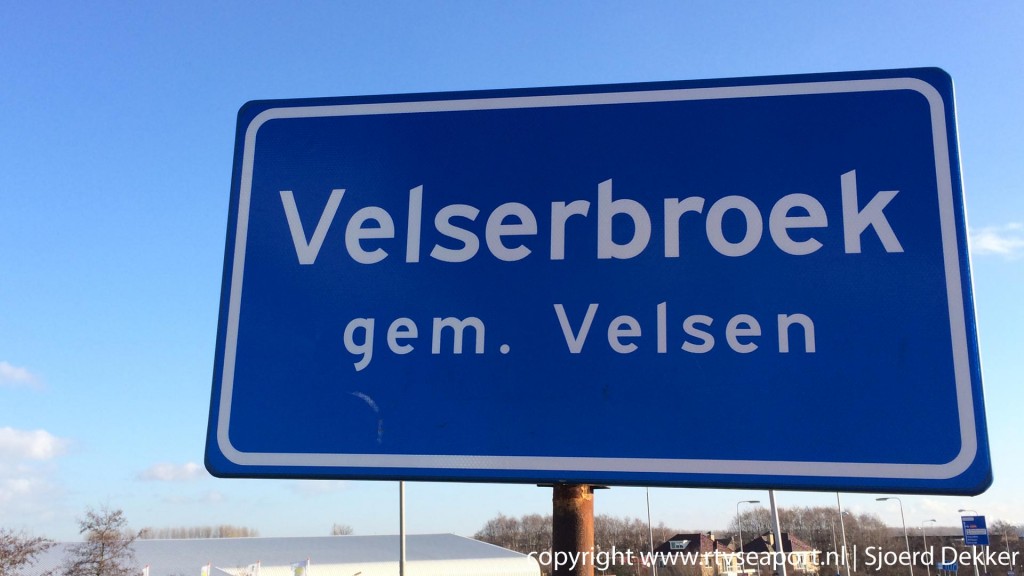 Velserbroek
gem. Velsen
copyright www.rtvseaport.nl | Sjoerd Dekker